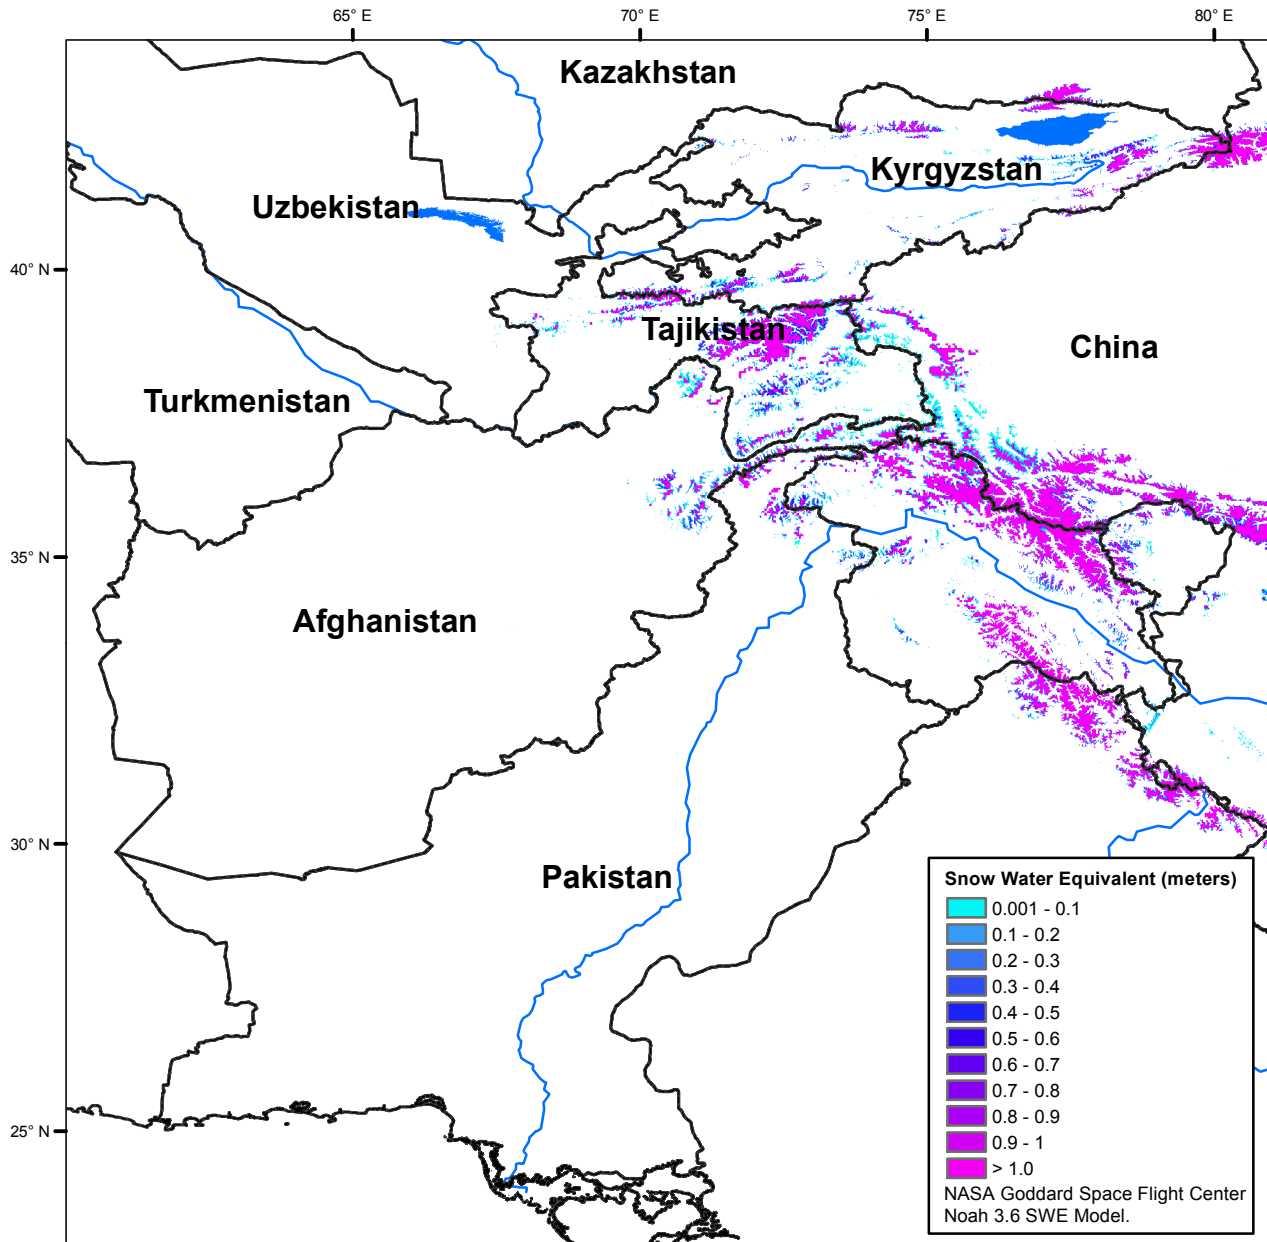 65° E
70° E
75° E
80° E
Kazakhstan
Kyrgyzstan
Uzbekistan
40° N
Tajikistan
China
Turkmenistan
35° N
Afghanistan
30° N
Pakistan
Snow Water Equivalent (meters)
0.001 - 0.1
0.1 - 0.2
0.2 - 0.3
0.3 - 0.4
0.4 - 0.5
0.5 - 0.6
0.6 - 0.7
0.7 - 0.8
0.8 - 0.9
0.9 - 1
> 1.0
NASA Goddard Space Flight Center
Noah 3.6 SWE Model.
25° N